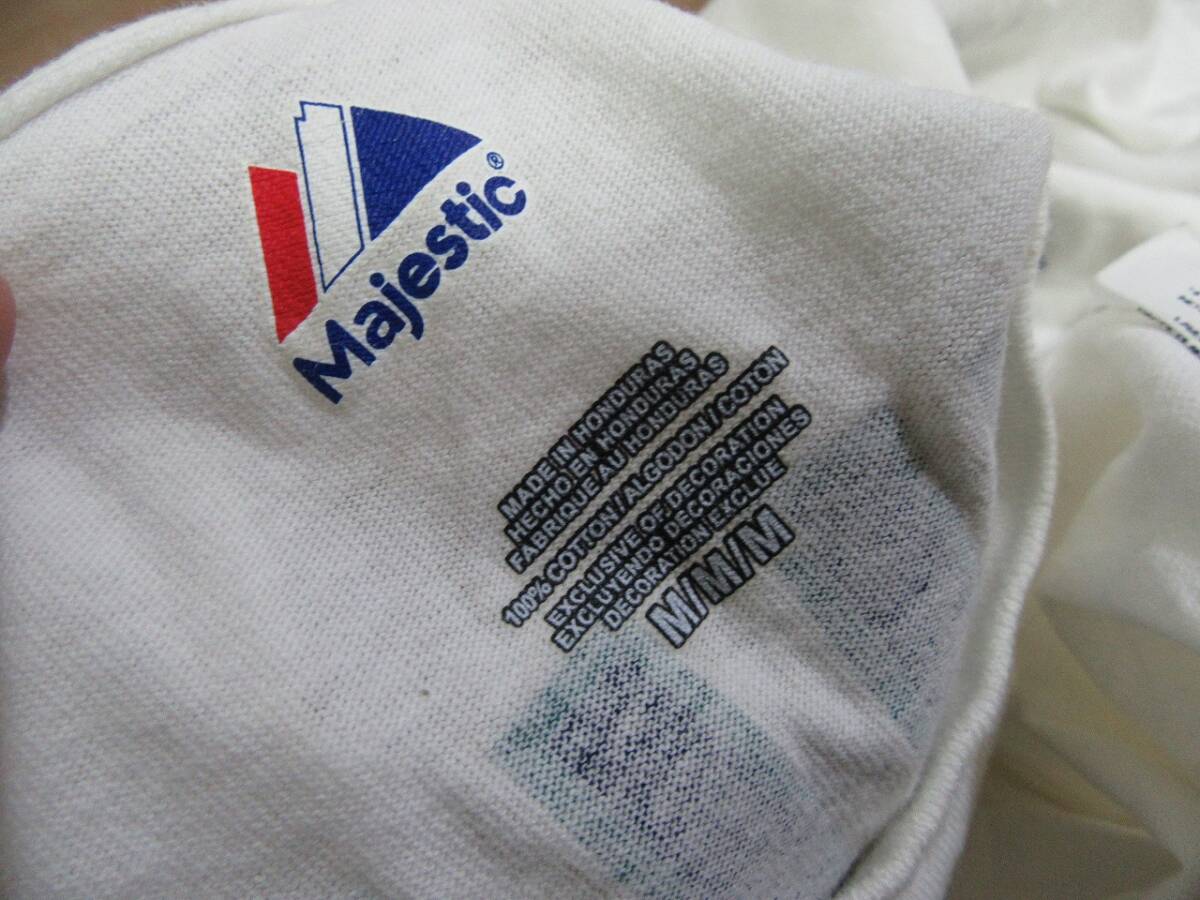 Majestic®
MADE IN HONDURAS
HECHO EN HONDURAS
FABRIQUE AU HONDURAS
100% COTTON / ALGODON / COTON
EXCLUSIVE OF DECORATION
EXCLUYENDO DECORACIONES
DECORATION EXCLUE
M/M/M